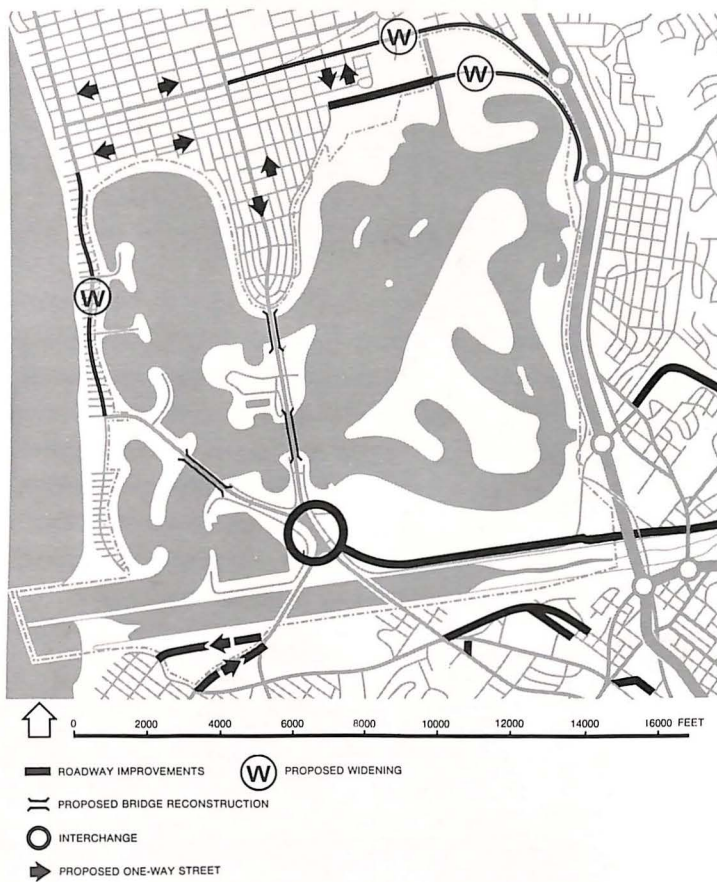 W
W
W
0 2000 4000 6000 8000 10000 12000 14000 16000 FEET
ROADWAY IMPROVEMENTS W PROPOSED WIDENING
PROPOSED BRIDGE RECONSTRUCTION
INTERCHANGE
PROPOSED ONE-WAY STREET